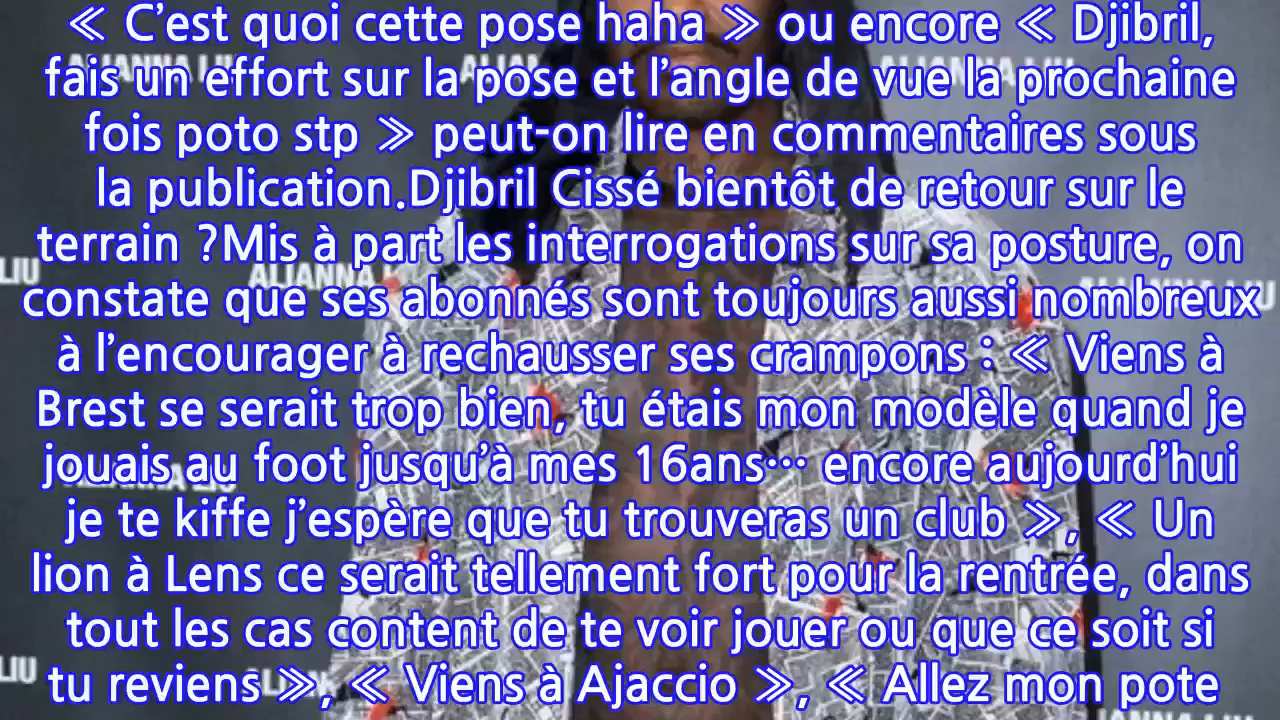 « C’est quoi cette pose haha » ou encore « Djibril,
fais un effort sur la pose et l’angle de vue la prochaine
fois poto stp » peut-on lire en commentaires sous
la publication.Djibril Cissé bientôt de retour sur le
terrain ?Mis à part les interrogations sur sa posture, on
constate que ses abonnés sont toujours aussi nombreux
à l’encourager à rechausser ses crampons : « Viens à
Brest se serait trop bien, tu étais mon modèle quand je
jouais au foot jusqu’à mes 16ans… encore aujourd’hui
je te kiffe j’espère que tu trouveras un club », « Un
lion à Lens ce serait tellement fort pour la rentrée, dans
tout les cas content de te voir jouer ou que ce soit si
tu reviens », « Viens à Ajaccio », « Allez mon pote